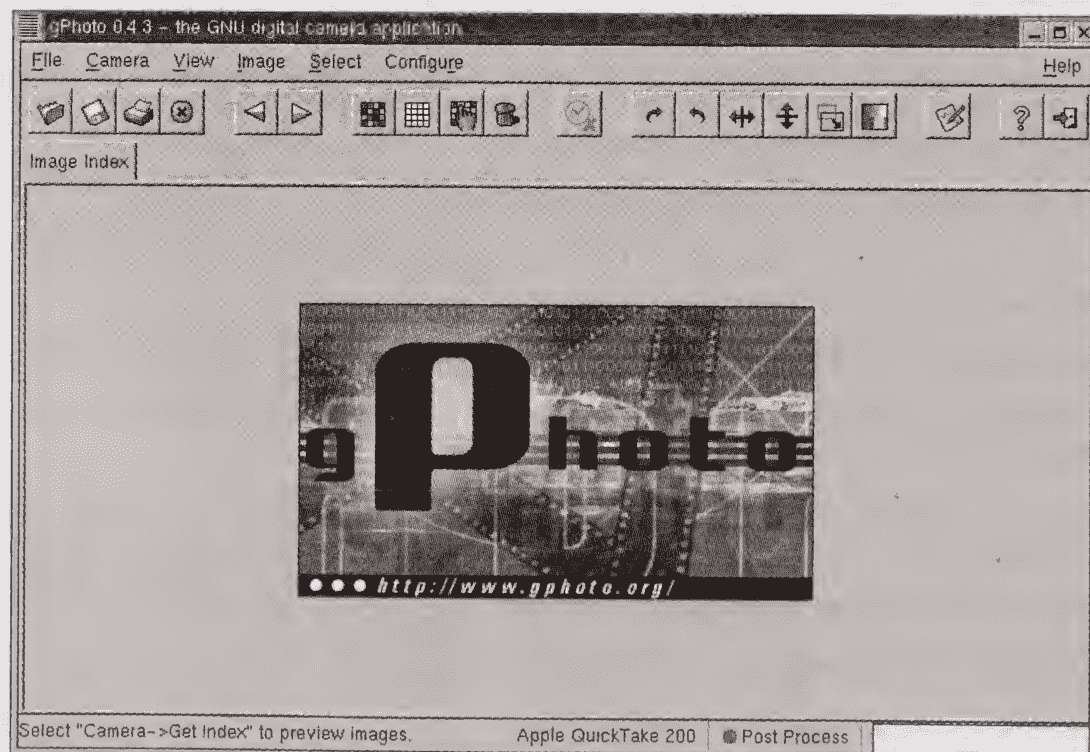 gPhoto 0.4.3 - the GNU digital camera application
File Camera View Image Select Configure Help
Image Index
gPhoto
http://www.gphoto.org/
Select "Camera->Get Index" to preview images. Apple QuickTake 200 Post Process